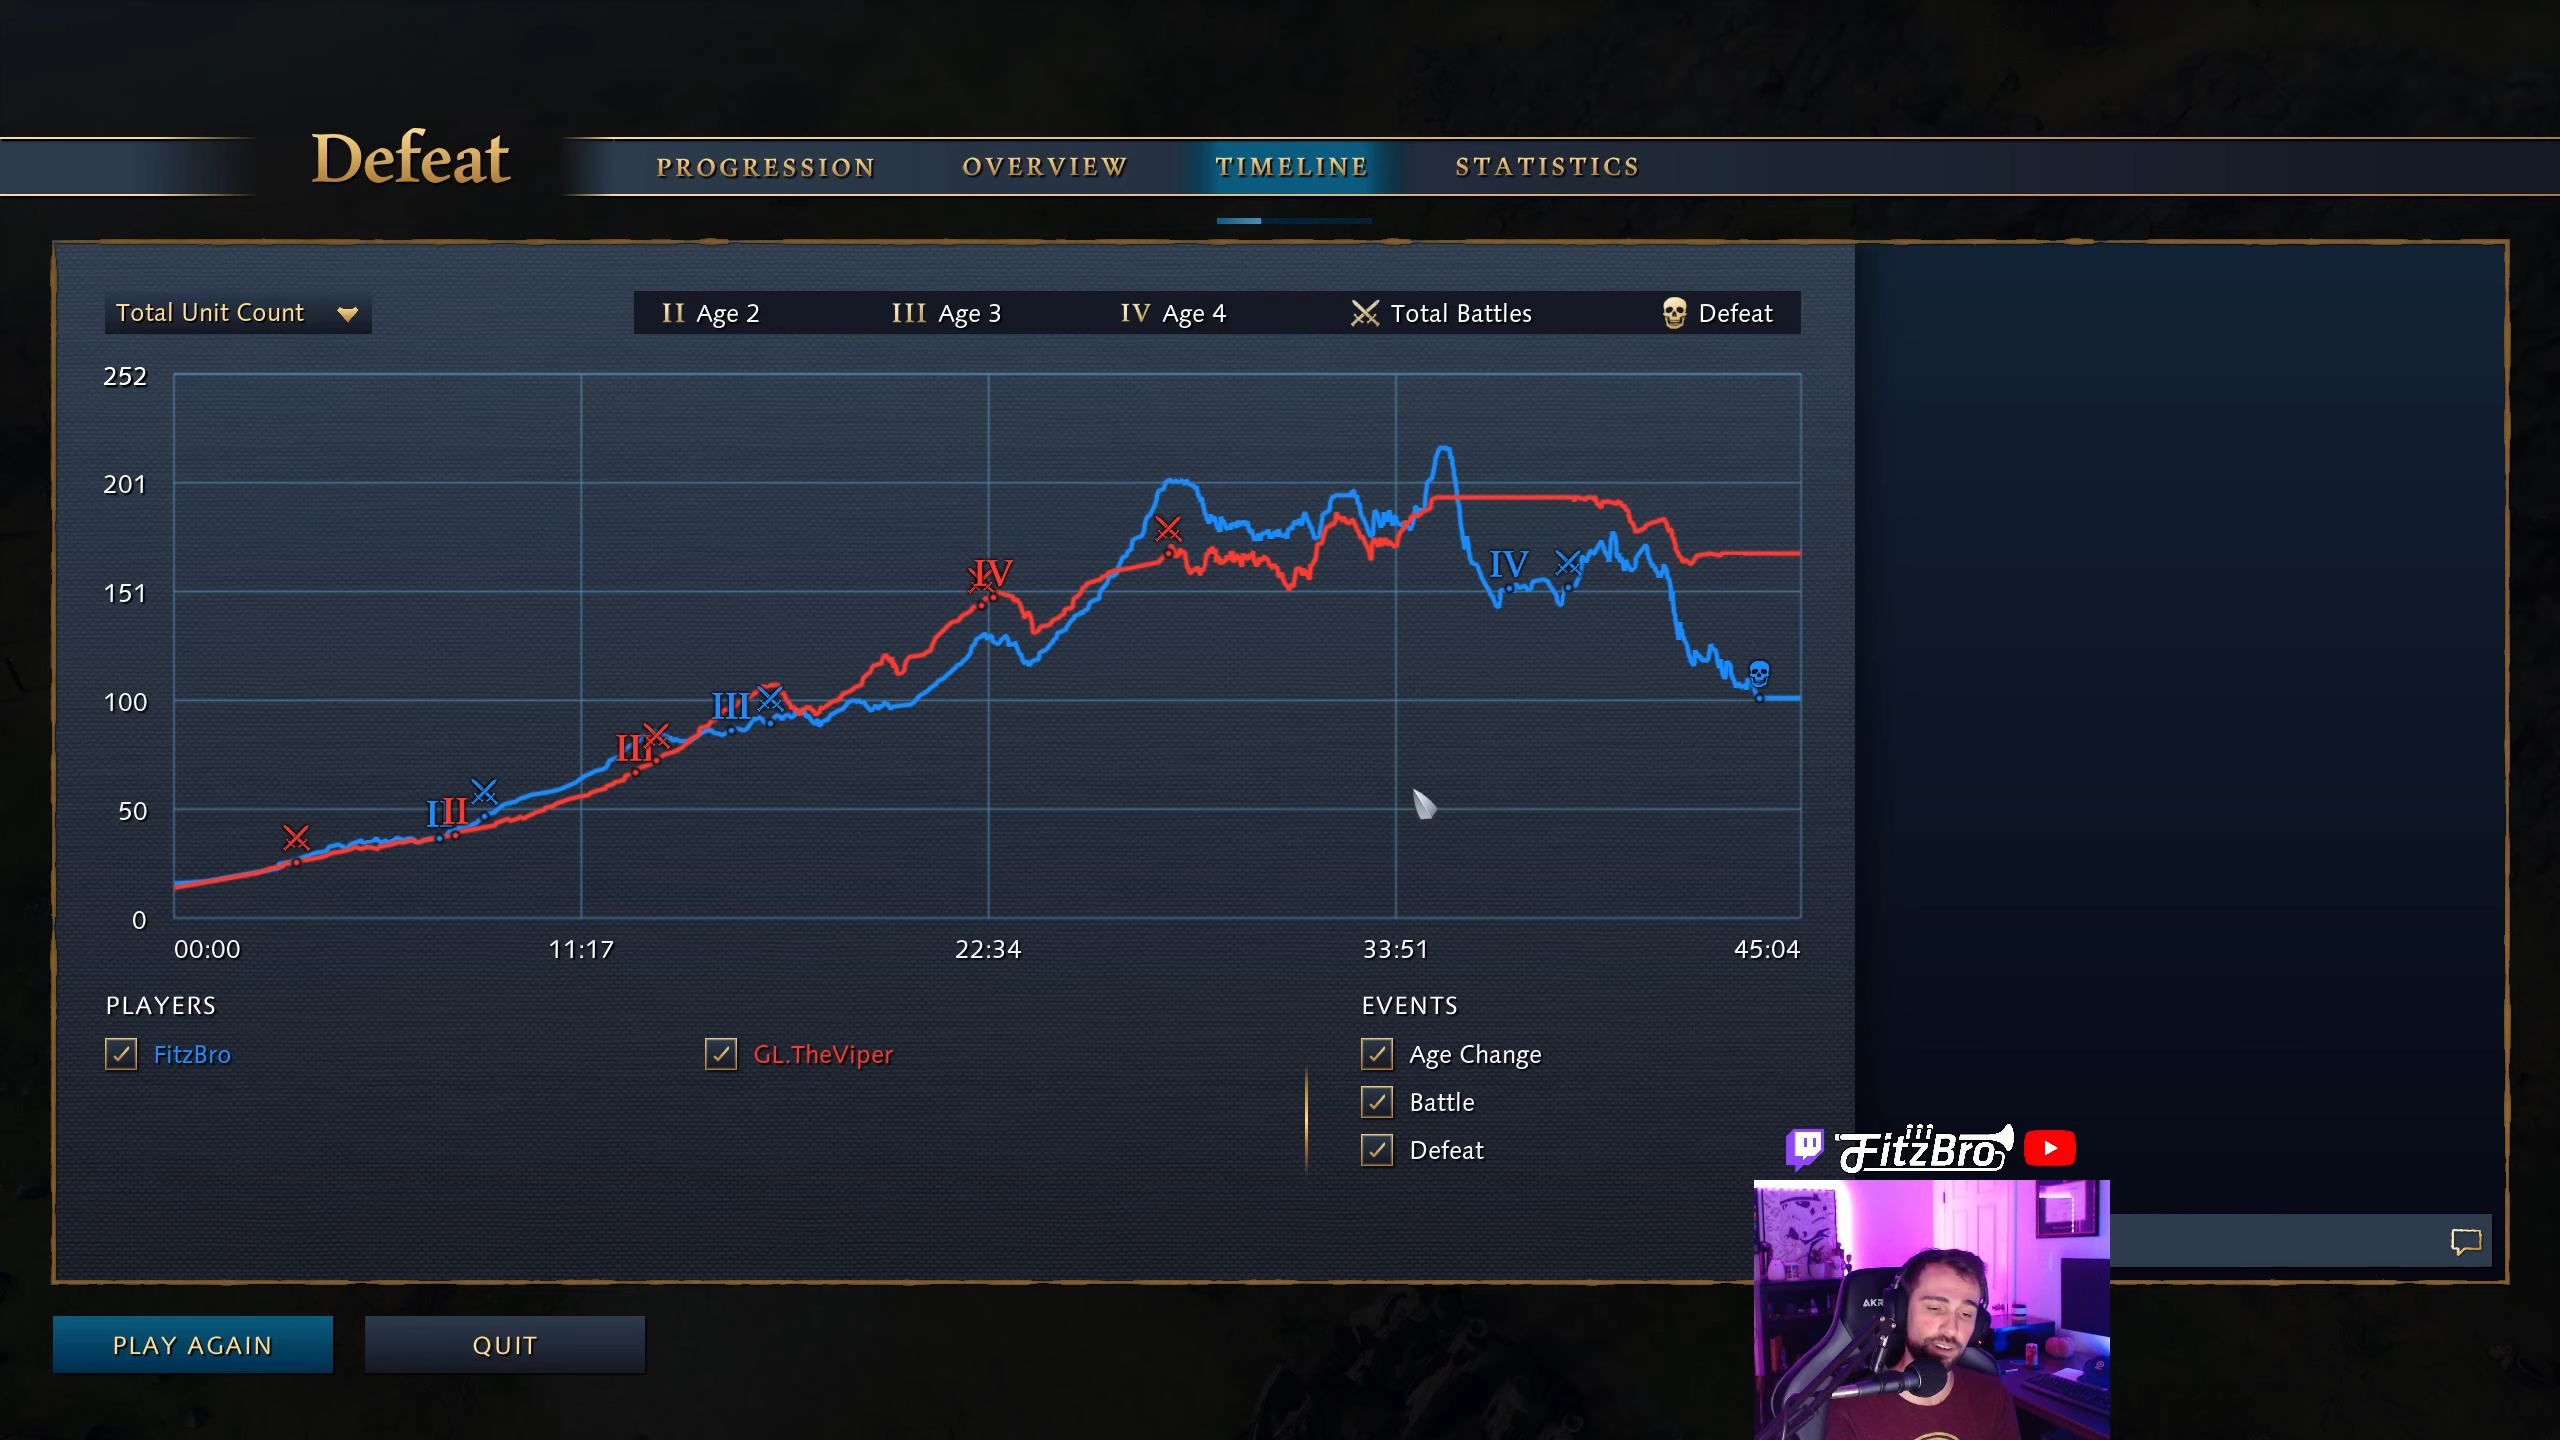 Defeat
PROGRESSION OVERVIEW TIMELINE STATISTICS
Total Unit Count
II Age 2 III Age 3 IV Age 4 Total Battles Defeat
252
201
151
100
50
0
IV
IV
III
III
II
II
00:00 11:17 22:34 33:51 45:04
PLAYERS
FitzBro GL.TheViper
EVENTS
Age Change
Battle
Defeat
FitzBro
AKR
PLAY AGAIN QUIT